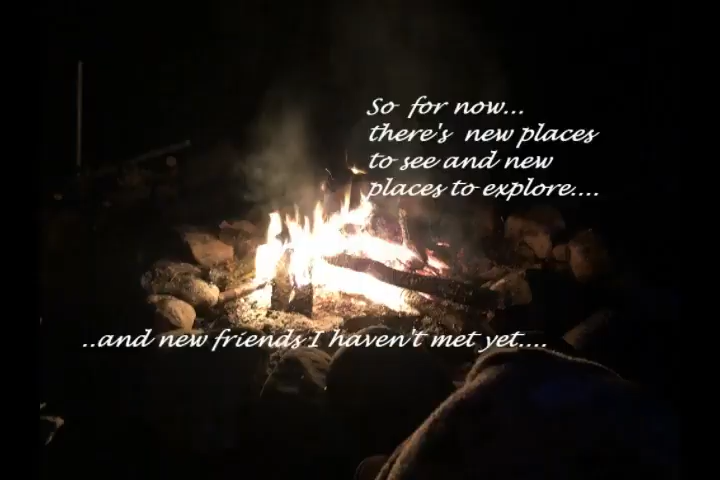 So for now...
there's new places
to see and new
places to explore....
..and new friends I haven't met yet....